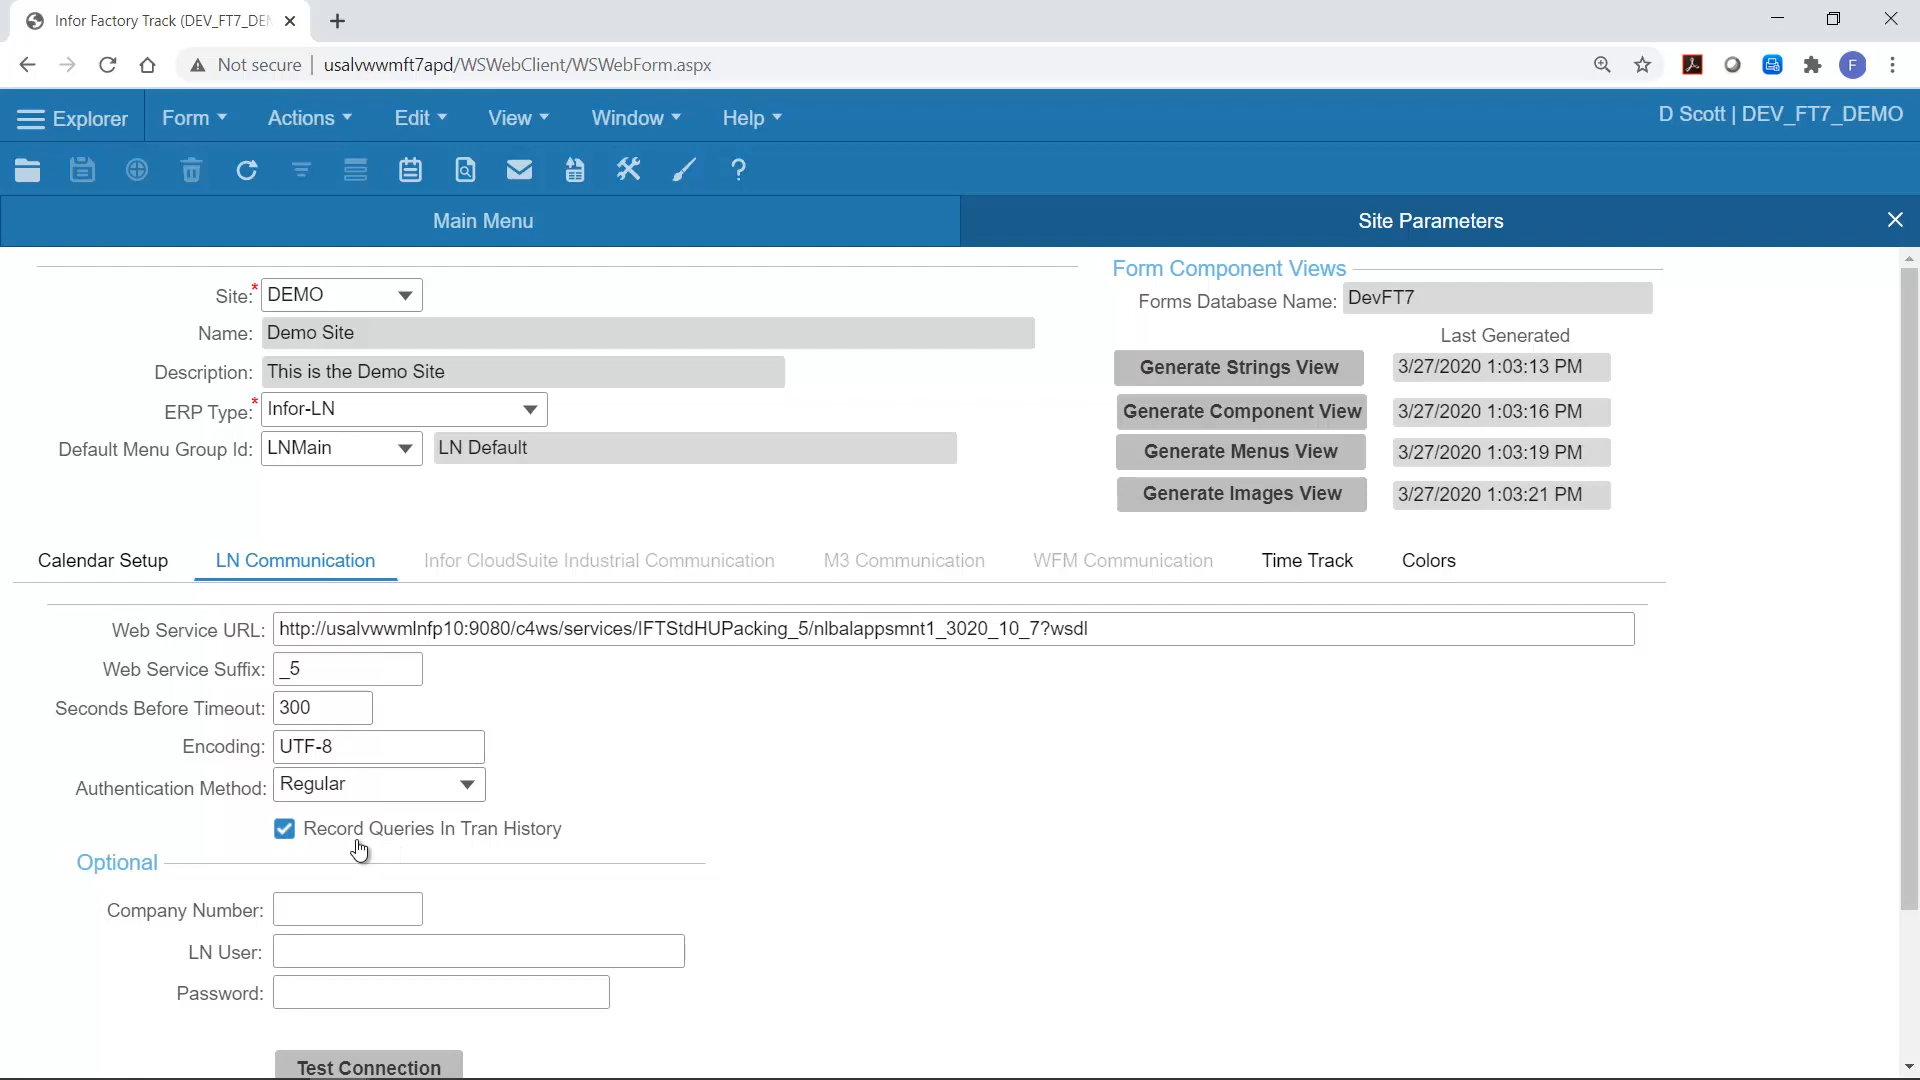 Infor Factory Track (DEV_FT7_DEM
Not secure | usalvwwmft7apd/WSWebClient/WSWebForm.aspx
F
Explorer Form Actions Edit View Window Help
D Scott | DEV_FT7_DEMO
Main Menu
Site Parameters
Site:* DEMO
Name: Demo Site
Description: This is the Demo Site
ERP Type:* Infor-LN
Default Menu Group Id: LNMain LN Default
Form Component Views
Forms Database Name: DevFT7
Last Generated
Generate Strings View 3/27/2020 1:03:13 PM
Generate Component View 3/27/2020 1:03:16 PM
Generate Menus View 3/27/2020 1:03:19 PM
Generate Images View 3/27/2020 1:03:21 PM
Calendar Setup LN Communication Infor CloudSuite Industrial Communication M3 Communication WFM Communication Time Track Colors
Web Service URL: http://usalvwwmlnfp10:9080/c4ws/services/IFTStdHUPacking_5/nlbalappsmnt1_3020_10_7?wsdl
Web Service Suffix: _5
Seconds Before Timeout: 300
Encoding: UTF-8
Authentication Method: Regular
Record Queries In Tran History
Optional
Company Number:
LN User:
Password:
Test Connection